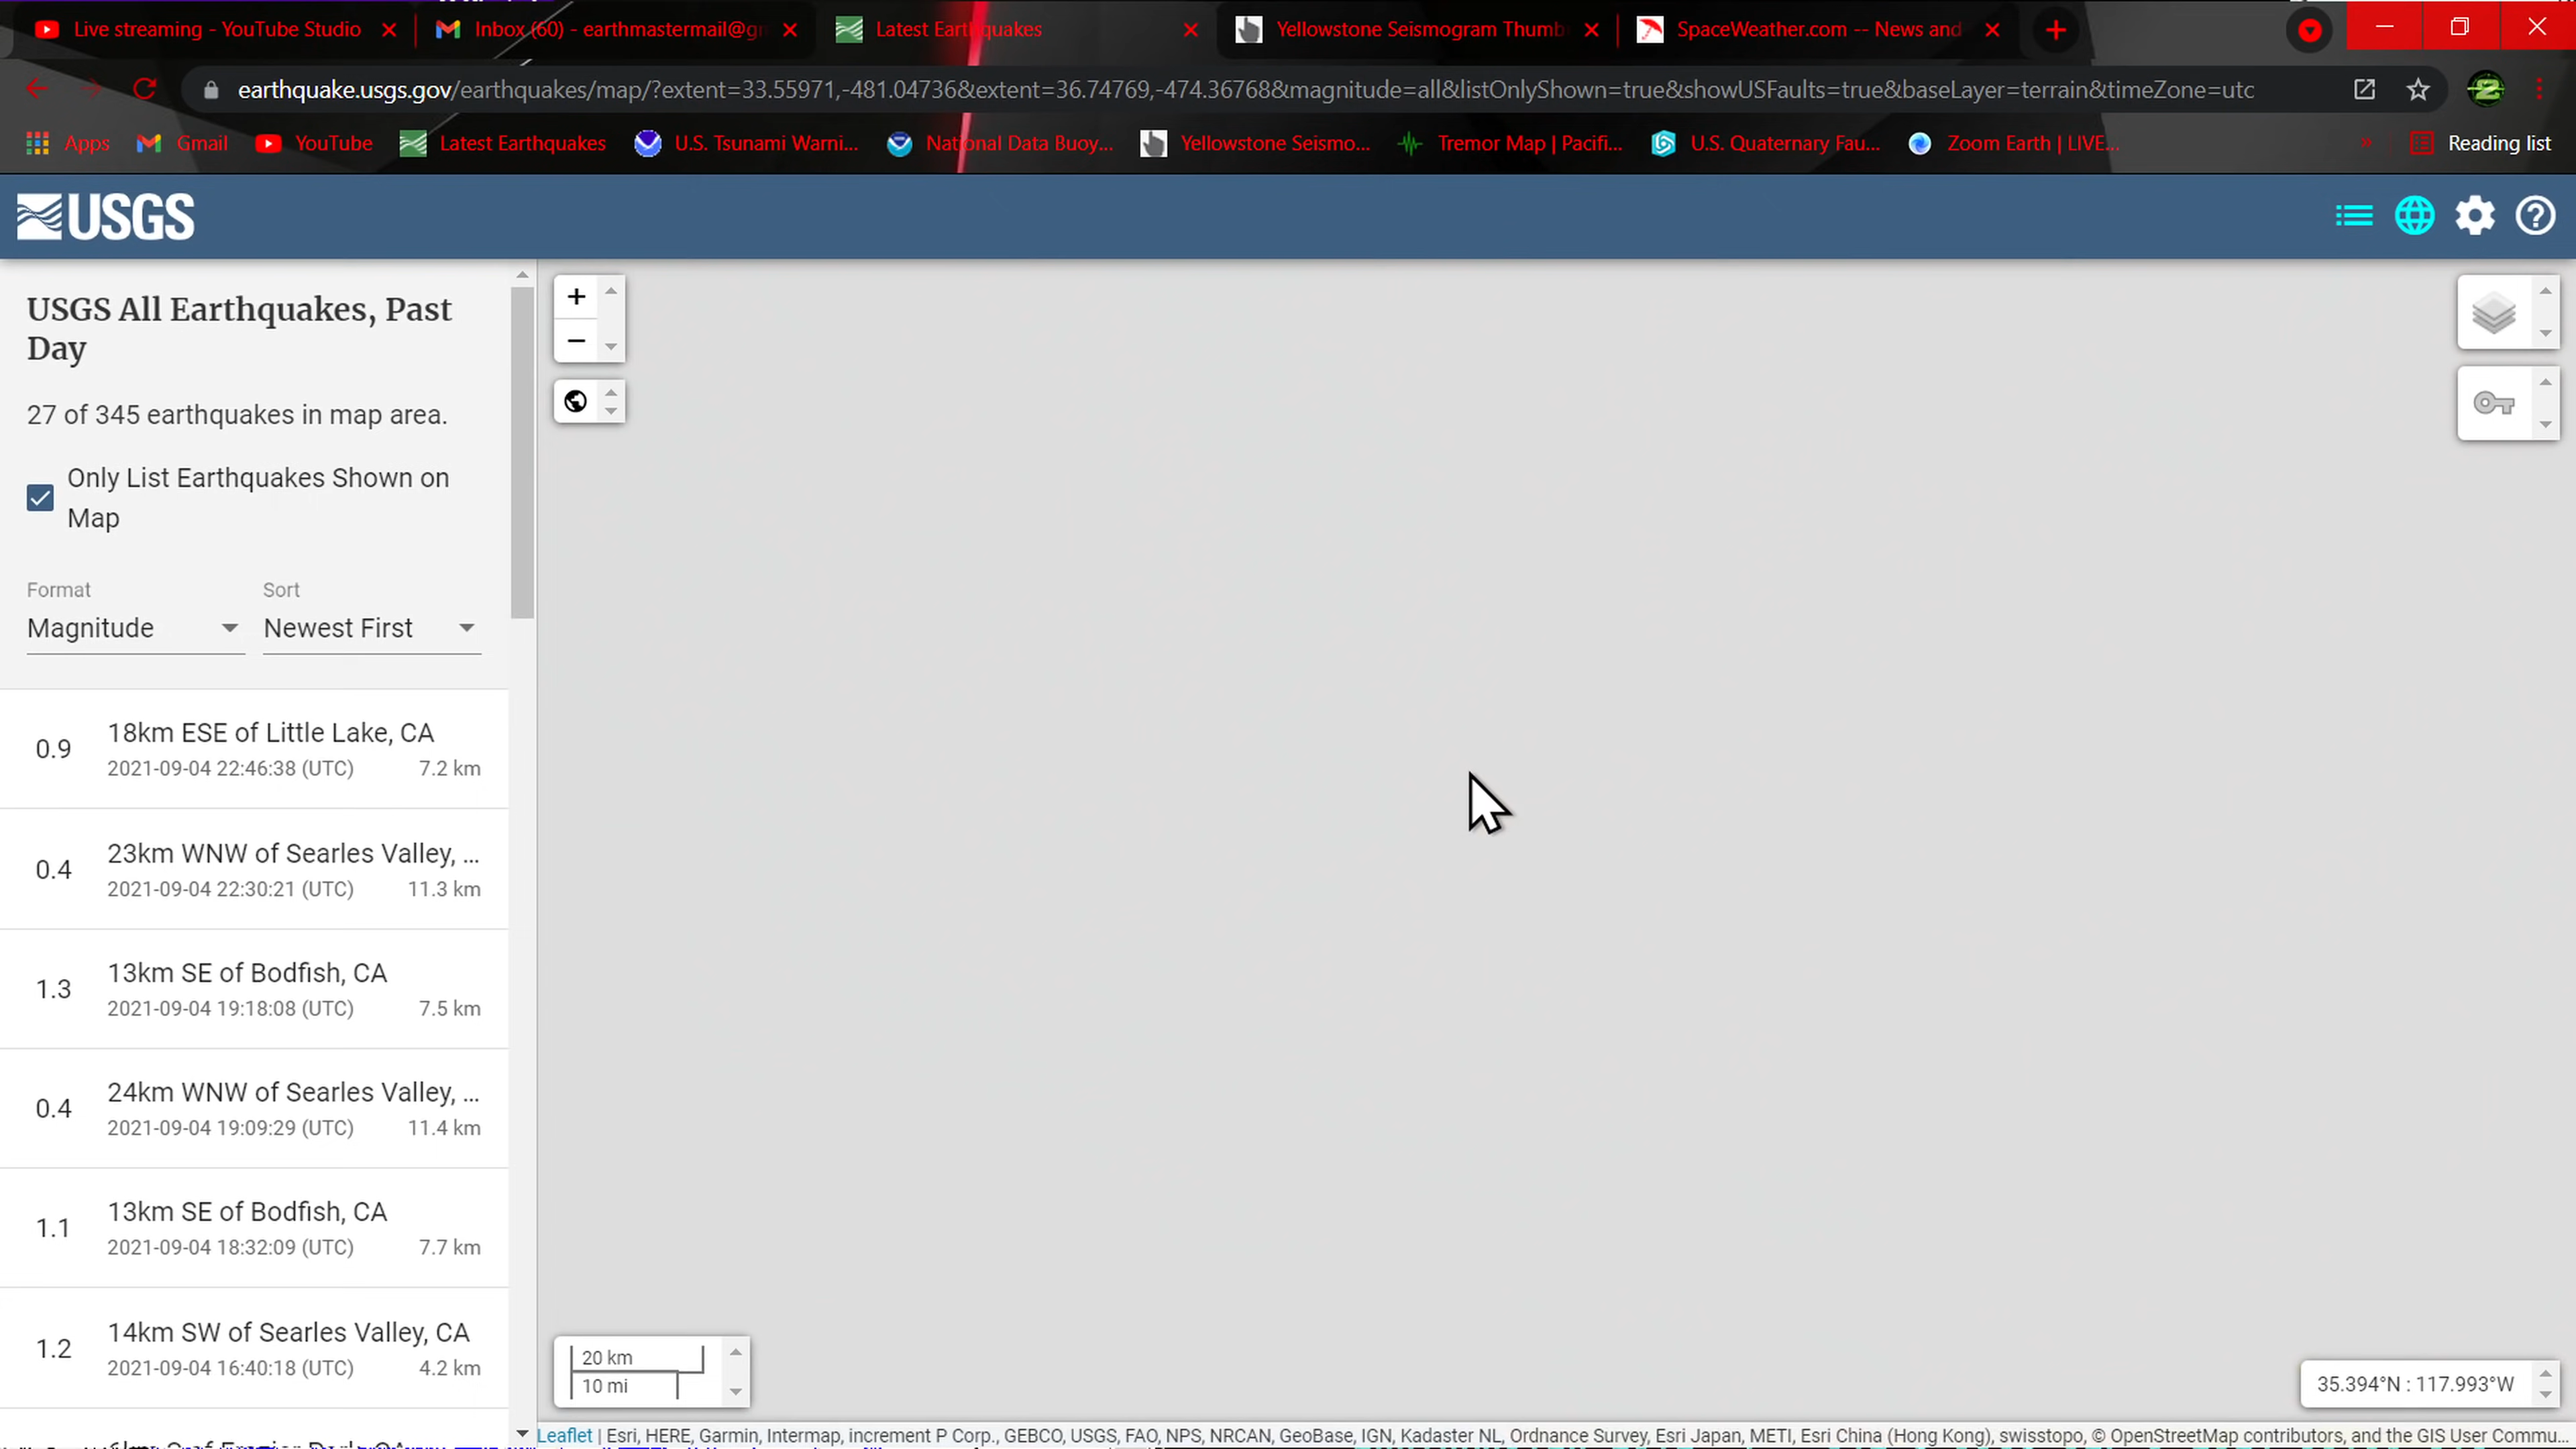 Live streaming - YouTube Studio
Inbox (60) - earthmastermail@gm
Latest Earthquakes
Yellowstone Seismogram Thumb
SpaceWeather.com -- News and
earthquake.usgs.gov/earthquakes/map/?extent=33.55971,-481.04736&extent=36.74769,-474.36768&magnitude=all&listOnlyShown=true&showUSFaults=true&baseLayer=terrain&timeZone=utc
Apps
Gmail
YouTube
Latest Earthquakes
U.S. Tsunami Warni...
National Data Buoy...
Yellowstone Seismo...
Tremor Map | Pacifi...
U.S. Quaternary Fau...
Zoom Earth | LIVE...
»
Reading list
USGS
USGS All Earthquakes, Past
Day
27 of 345 earthquakes in map area.
Only List Earthquakes Shown on
Map
Format
Sort
Magnitude
Newest First
0.9
18km ESE of Little Lake, CA
2021-09-04 22:46:38 (UTC)
7.2 km
0.4
23km WNW of Searles Valley, ...
2021-09-04 22:30:21 (UTC)
11.3 km
1.3
13km SE of Bodfish, CA
2021-09-04 19:18:08 (UTC)
7.5 km
0.4
24km WNW of Searles Valley, ...
2021-09-04 19:09:29 (UTC)
11.4 km
1.1
13km SE of Bodfish, CA
2021-09-04 18:32:09 (UTC)
7.7 km
1.2
14km SW of Searles Valley, CA
2021-09-04 16:40:18 (UTC)
4.2 km
+
−
20 km
10 mi
35.394°N : 117.993°W
Leaflet | Esri, HERE, Garmin, Intermap, increment P Corp., GEBCO, USGS, FAO, NPS, NRCAN, GeoBase, IGN, Kadaster NL, Ordnance Survey, Esri Japan, METI, Esri China (Hong Kong), swisstopo, © OpenStreetMap contributors, and the GIS User Commu...